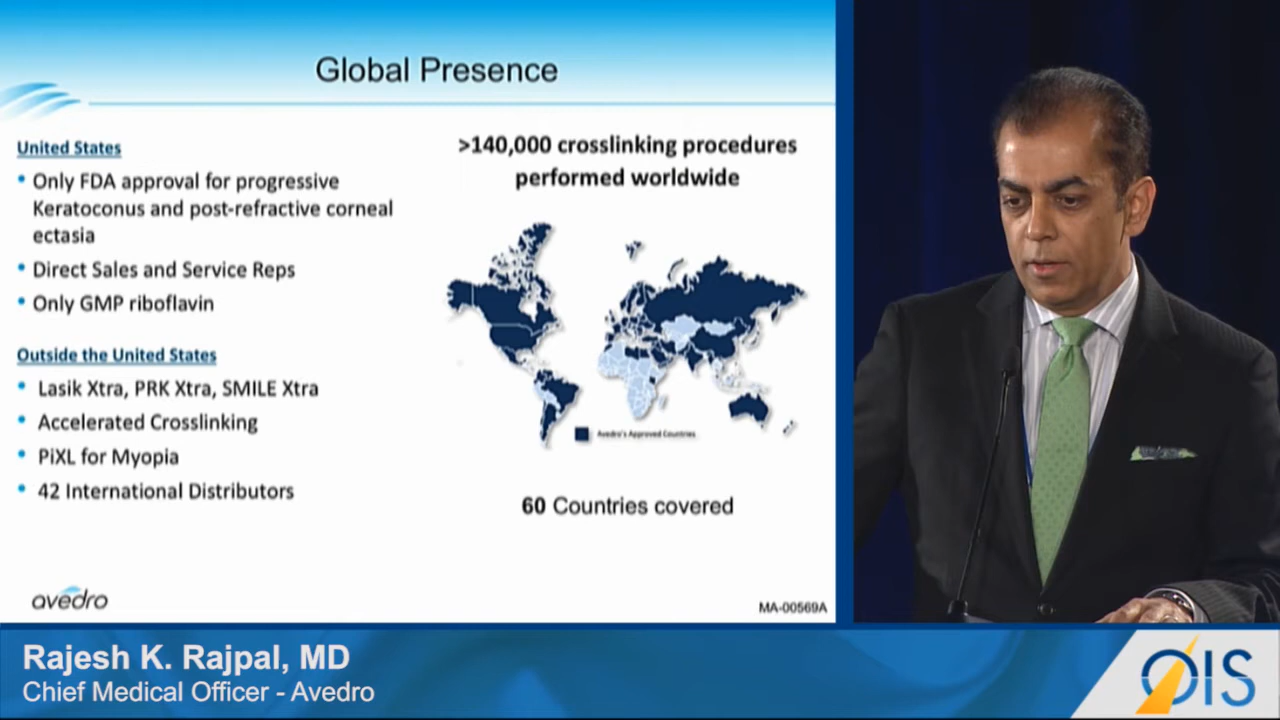 Global Presence
United States
• Only FDA approval for progressive
Keratoconus and post-refractive corneal
ectasia
• Direct Sales and Service Reps
• Only GMP riboflavin
Outside the United States
• Lasik Xtra, PRK Xtra, SMILE Xtra
• Accelerated Crosslinking
• PiXL for Myopia
• 42 International Distributors
>140,000 crosslinking procedures
performed worldwide
Avedro's Approved Countries
60 Countries covered
avedro
MA-00569A
Rajesh K. Rajpal, MD
Chief Medical Officer - Avedro
OIS